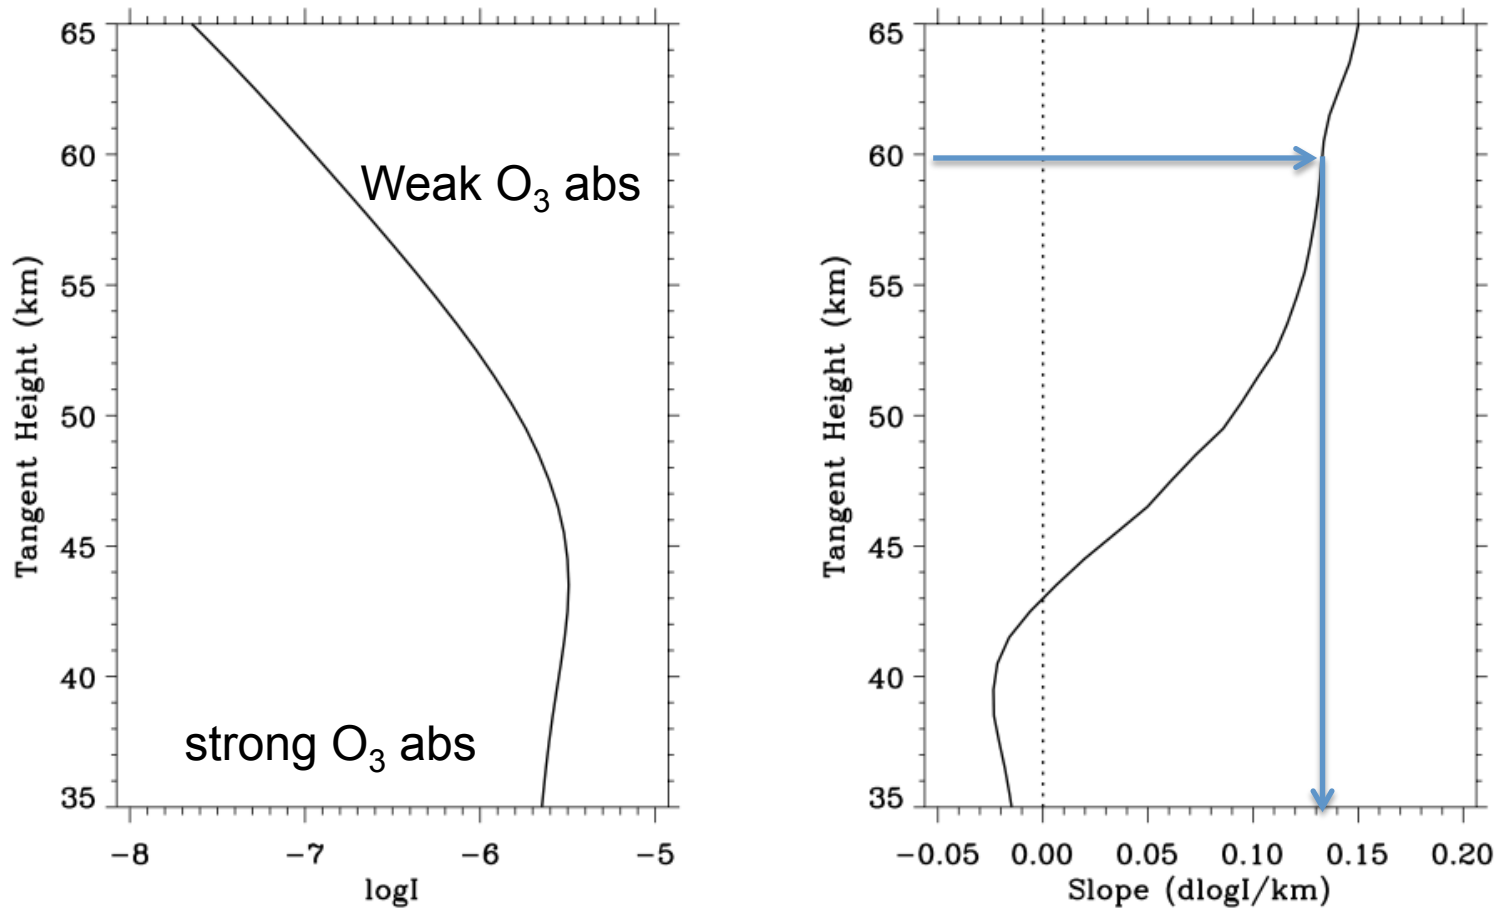 65
60
55
50
45
40
35
Tangent Height (km)
Weak O₃ abs
strong O₃ abs
−8 −7 −6 −5
logI
65
60
55
50
45
40
35
Tangent Height (km)
−0.05 0.00 0.05 0.10 0.15 0.20
Slope (dlogI/km)